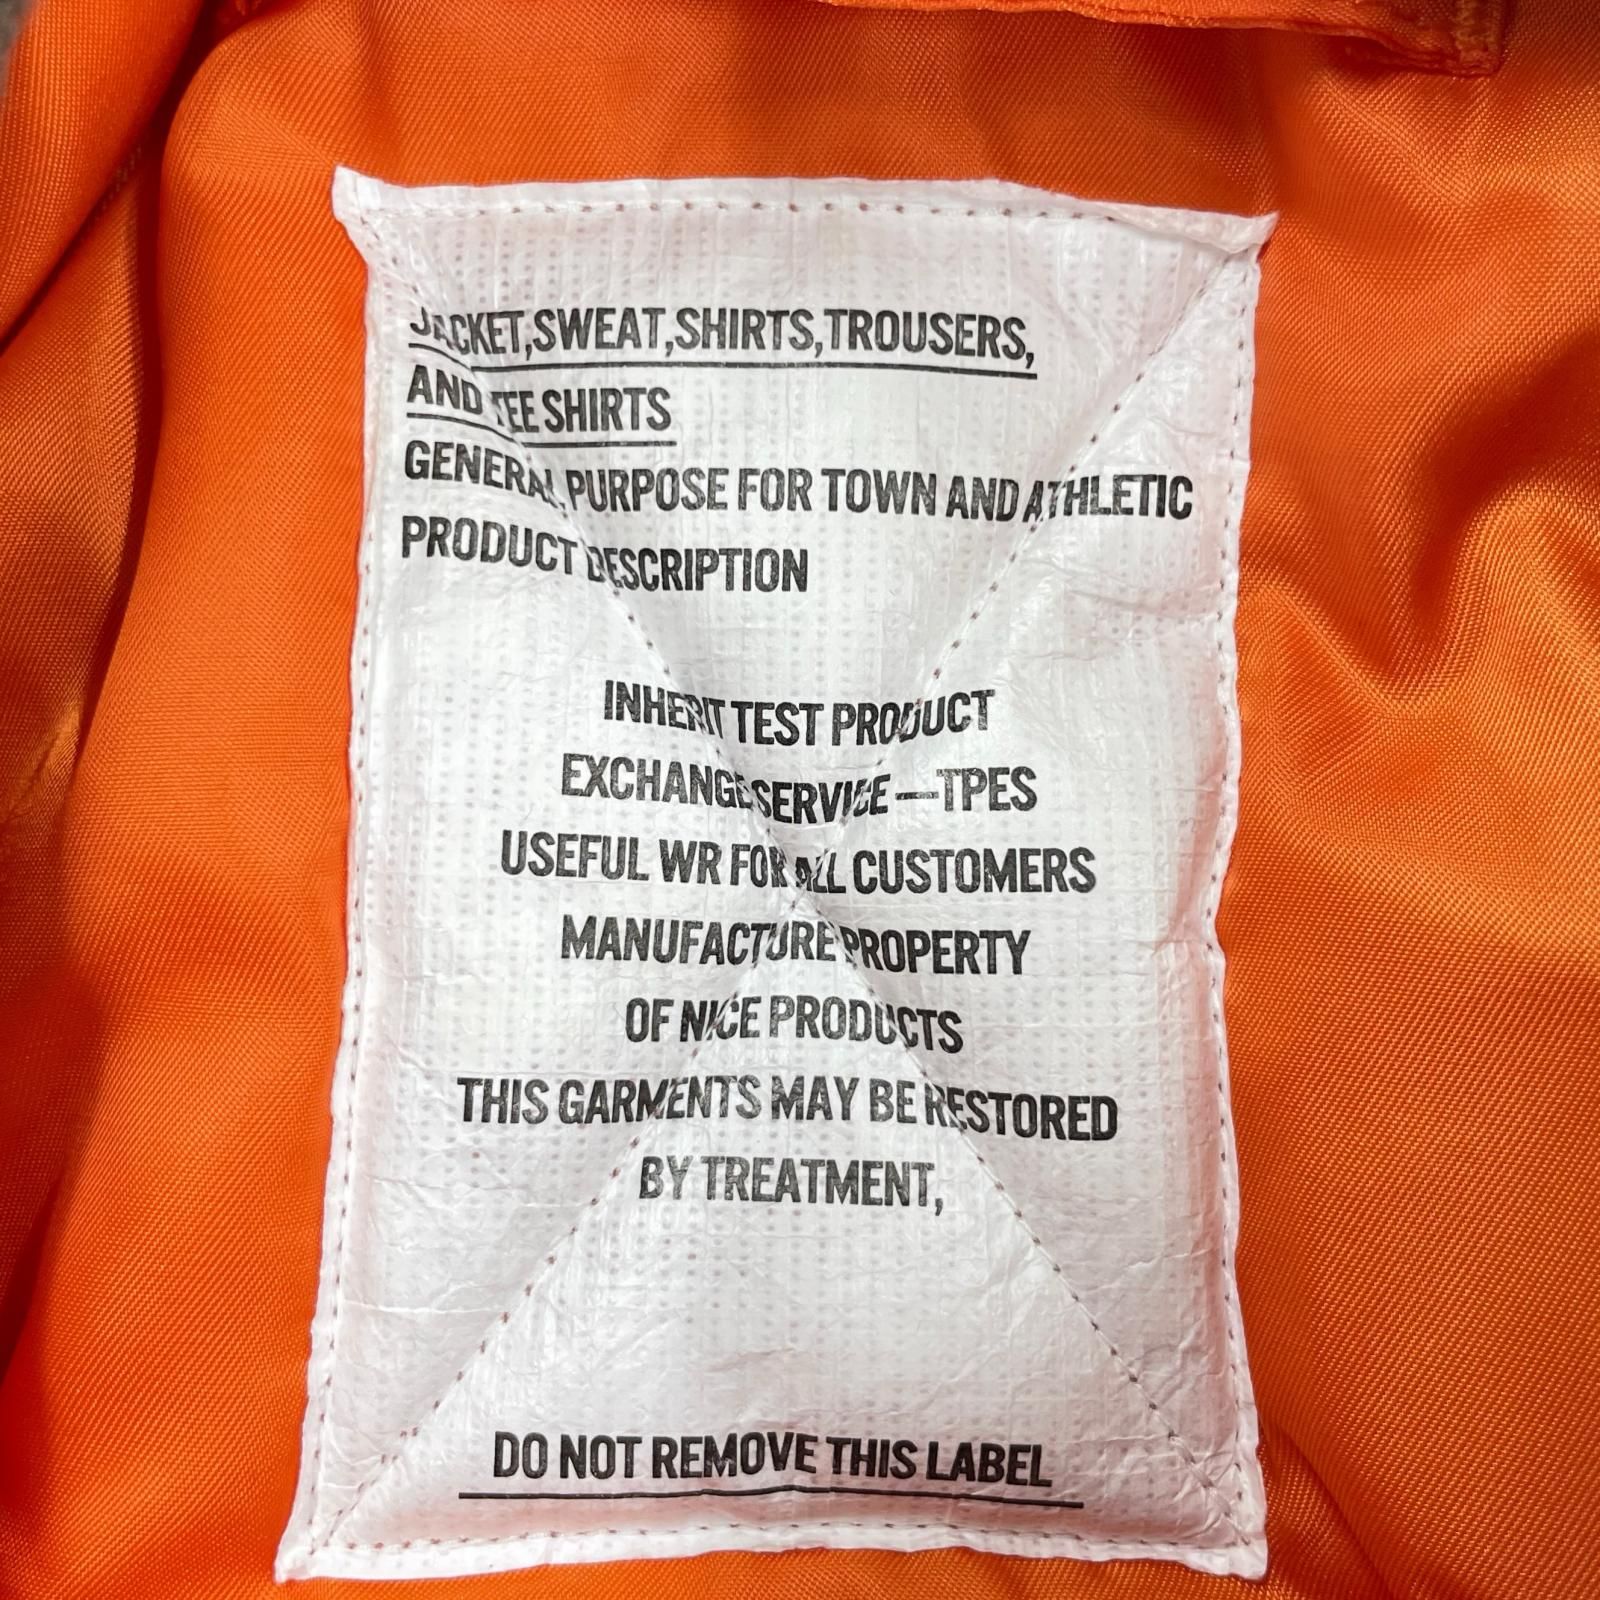 JACKET,SWEAT,SHIRTS,TROUSERS,
AND TEE SHIRTS
GENERAL PURPOSE FOR TOWN AND ATHLETIC
PRODUCT DESCRIPTION
INHERIT TEST PRODUCT
EXCHANGE SERVICE —TPES
USEFUL WR FOR ALL CUSTOMERS
MANUFACTURE PROPERTY
OF NICE PRODUCTS
THIS GARMENTS MAY BE RESTORED
BY TREATMENT,
DO NOT REMOVE THIS LABEL